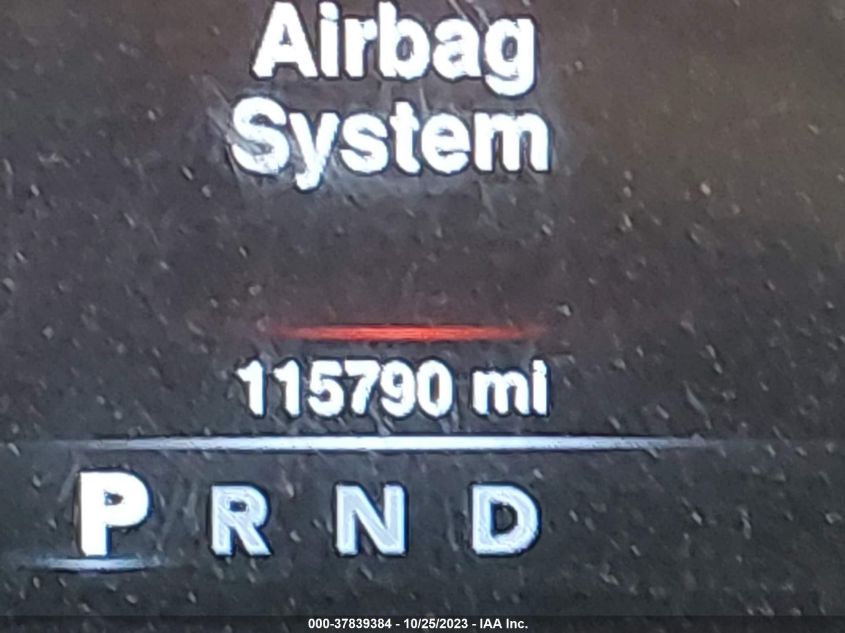 Airbag
System
115790 mi
P R N D
000-37839384 - 10/25/2023 - IAA Inc.